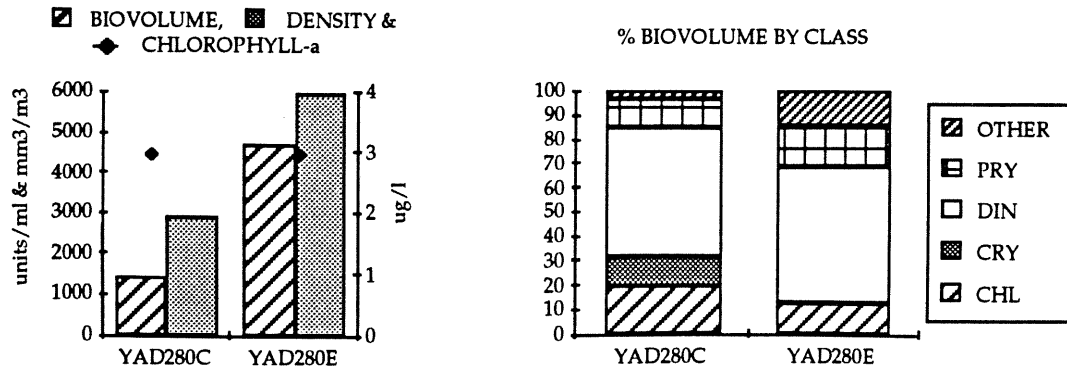 BIOVOLUME, DENSITY &
CHLOROPHYLL-a
units/ml & mm3/m3
6000
5000
4000
3000
2000
1000
0
4
3
2
1
0
ug/l
YAD280C YAD280E
% BIOVOLUME BY CLASS
100
90
80
70
60
50
40
30
20
10
0
YAD280C YAD280E
OTHER
PRY
DIN
CRY
CHL